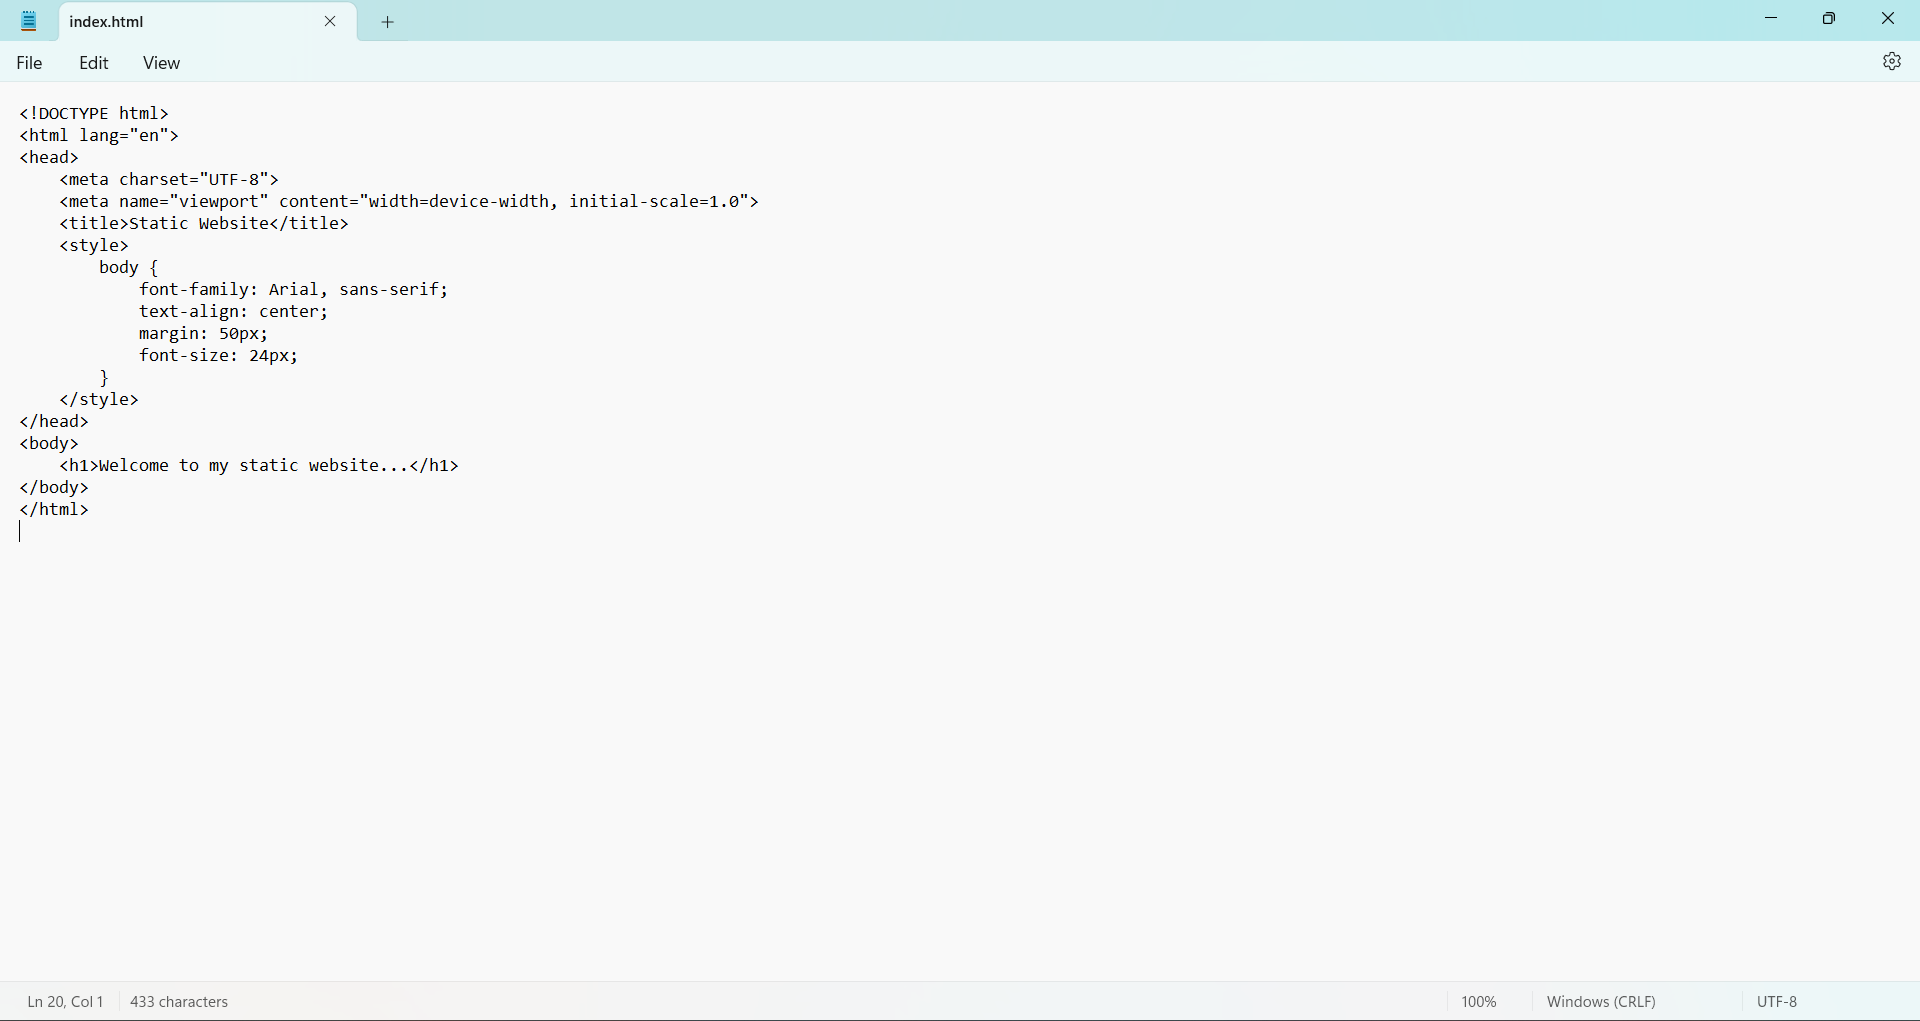 index.html
File Edit View
<!DOCTYPE html>
<html lang="en">
<head>
    <meta charset="UTF-8">
    <meta name="viewport" content="width=device-width, initial-scale=1.0">
    <title>Static Website</title>
    <style>
        body {
            font-family: Arial, sans-serif;
            text-align: center;
            margin: 50px;
            font-size: 24px;
        }
    </style>
</head>
<body>
    <h1>Welcome to my static website...</h1>
</body>
</html>
Ln 20, Col 1 433 characters 100% Windows (CRLF) UTF-8